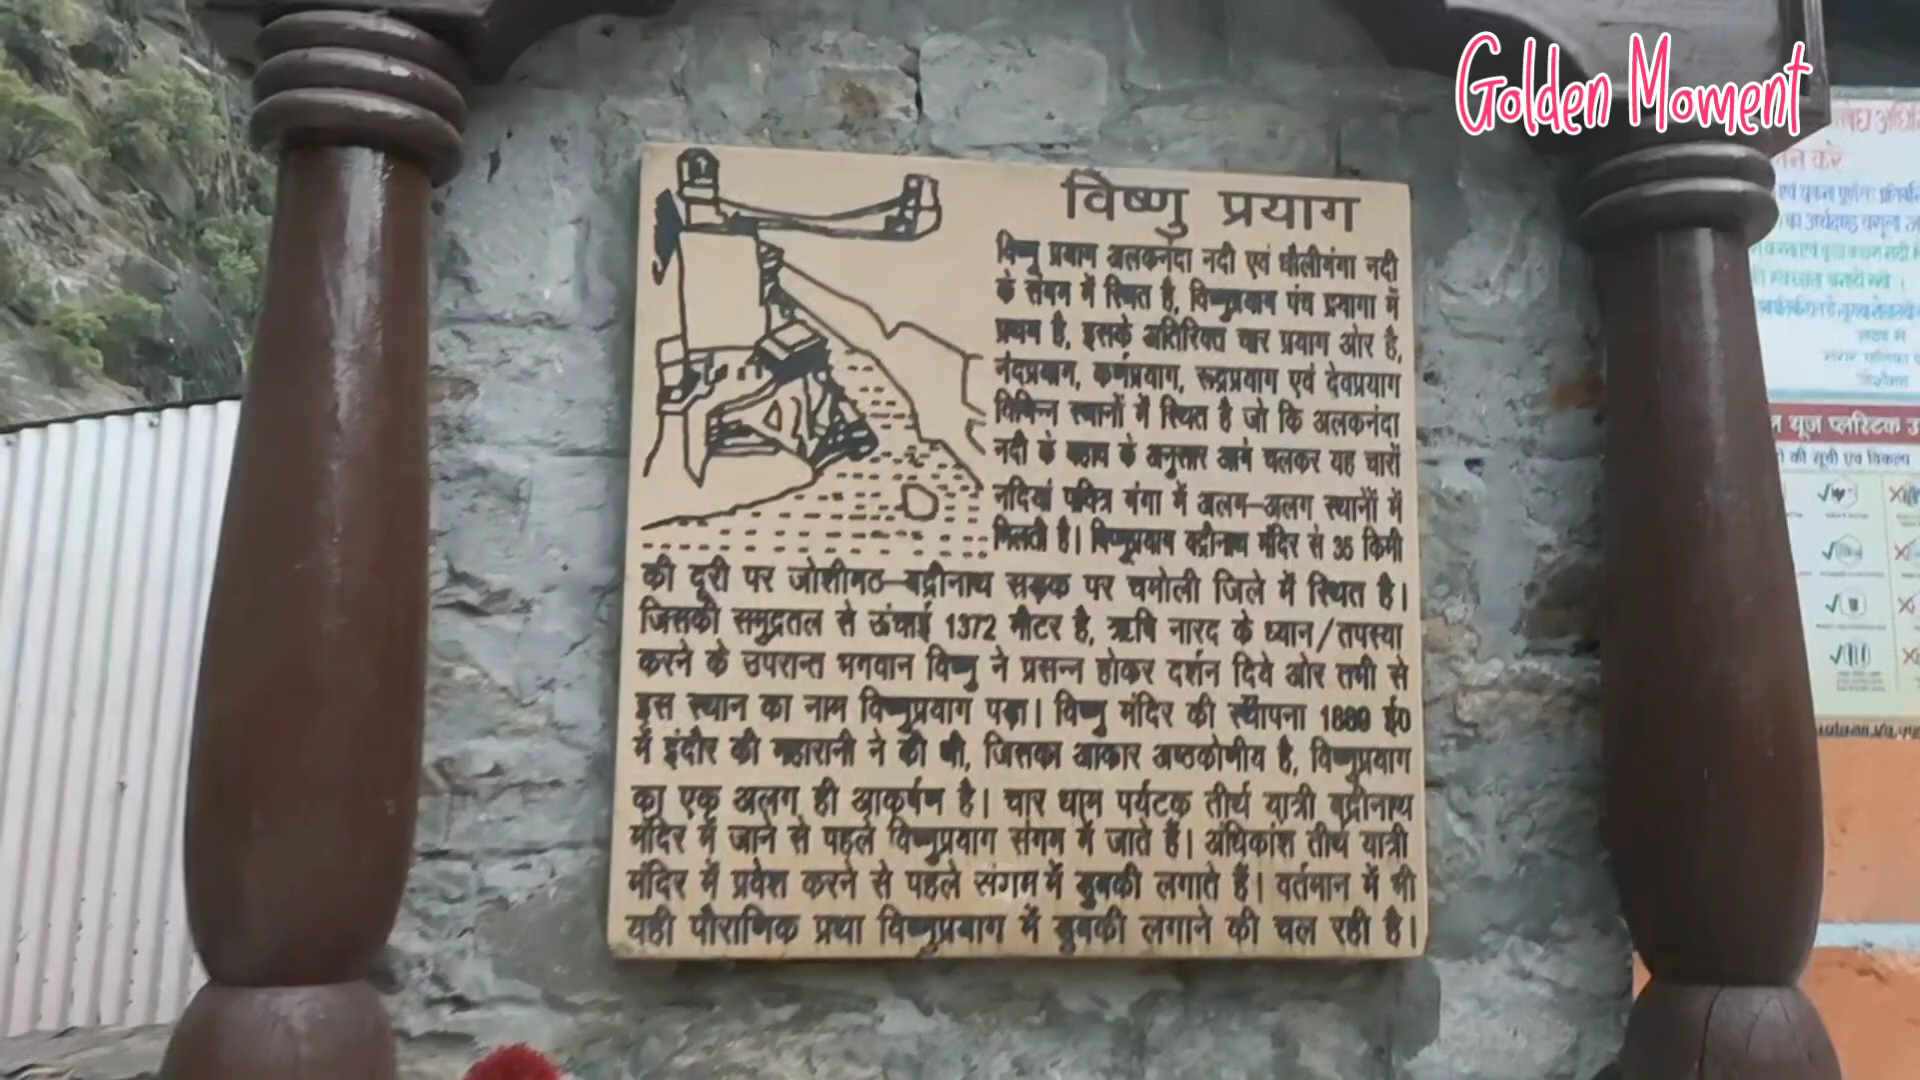 Golden Moment
विष्णु प्रयाग
विष्णु प्रयाग अलकनंदा नदी एवं धौलीगंगा नदी
के संगम में स्थित है, विष्णुप्रयाग पंच प्रयागा में
प्रथम है, इसके अतिरिक्त चार प्रयाग ओर है,
नंदप्रयाग, कर्णप्रयाग, रूद्रप्रयाग एवं देवप्रयाग
विभिन्न स्थानों में स्थित है जो कि अलकनंदा
नदी के बहाव के अनुसार आगे चलकर यह चारों
नदियां पवित्र गंगा में अलग-अलग स्थानों में
मिलती है। विष्णुप्रयाग बद्रीनाथ मंदिर से 35 किमी
की दूरी पर जोशीमठ-बद्रीनाथ सड़क पर चमोली जिले में स्थित है।
जिसकी समुद्रतल से ऊंचाई 1372 मीटर है, ऋषि नारद के ध्यान/तपस्या
करने के उपरान्त भगवान विष्णु ने प्रसन्न होकर दर्शन दिये ओर तभी से
इस स्थान का नाम विष्णुप्रयाग पड़ा। विष्णु मंदिर की स्थापना 1889 ई0
में इंदौर की महारानी ने की थी, जिसका आकार अष्ठकोणीय है, विष्णुप्रयाग
का एक अलग ही आकर्षण है। चार धाम पर्यटक तीर्थ यात्री बद्रीनाथ
मंदिर में जाने से पहले विष्णुप्रयाग संगम में जाते हैं। अधिकांश तीर्थ यात्री
मंदिर में प्रवेश करने से पहले संगम में डुबकी लगाते हैं। वर्तमान में भी
यही पौराणिक प्रथा विष्णुप्रयाग में डुबकी लगाने की चल रही है।
करें
यूज प्लास्टिक
की सूची एवं विकल्प